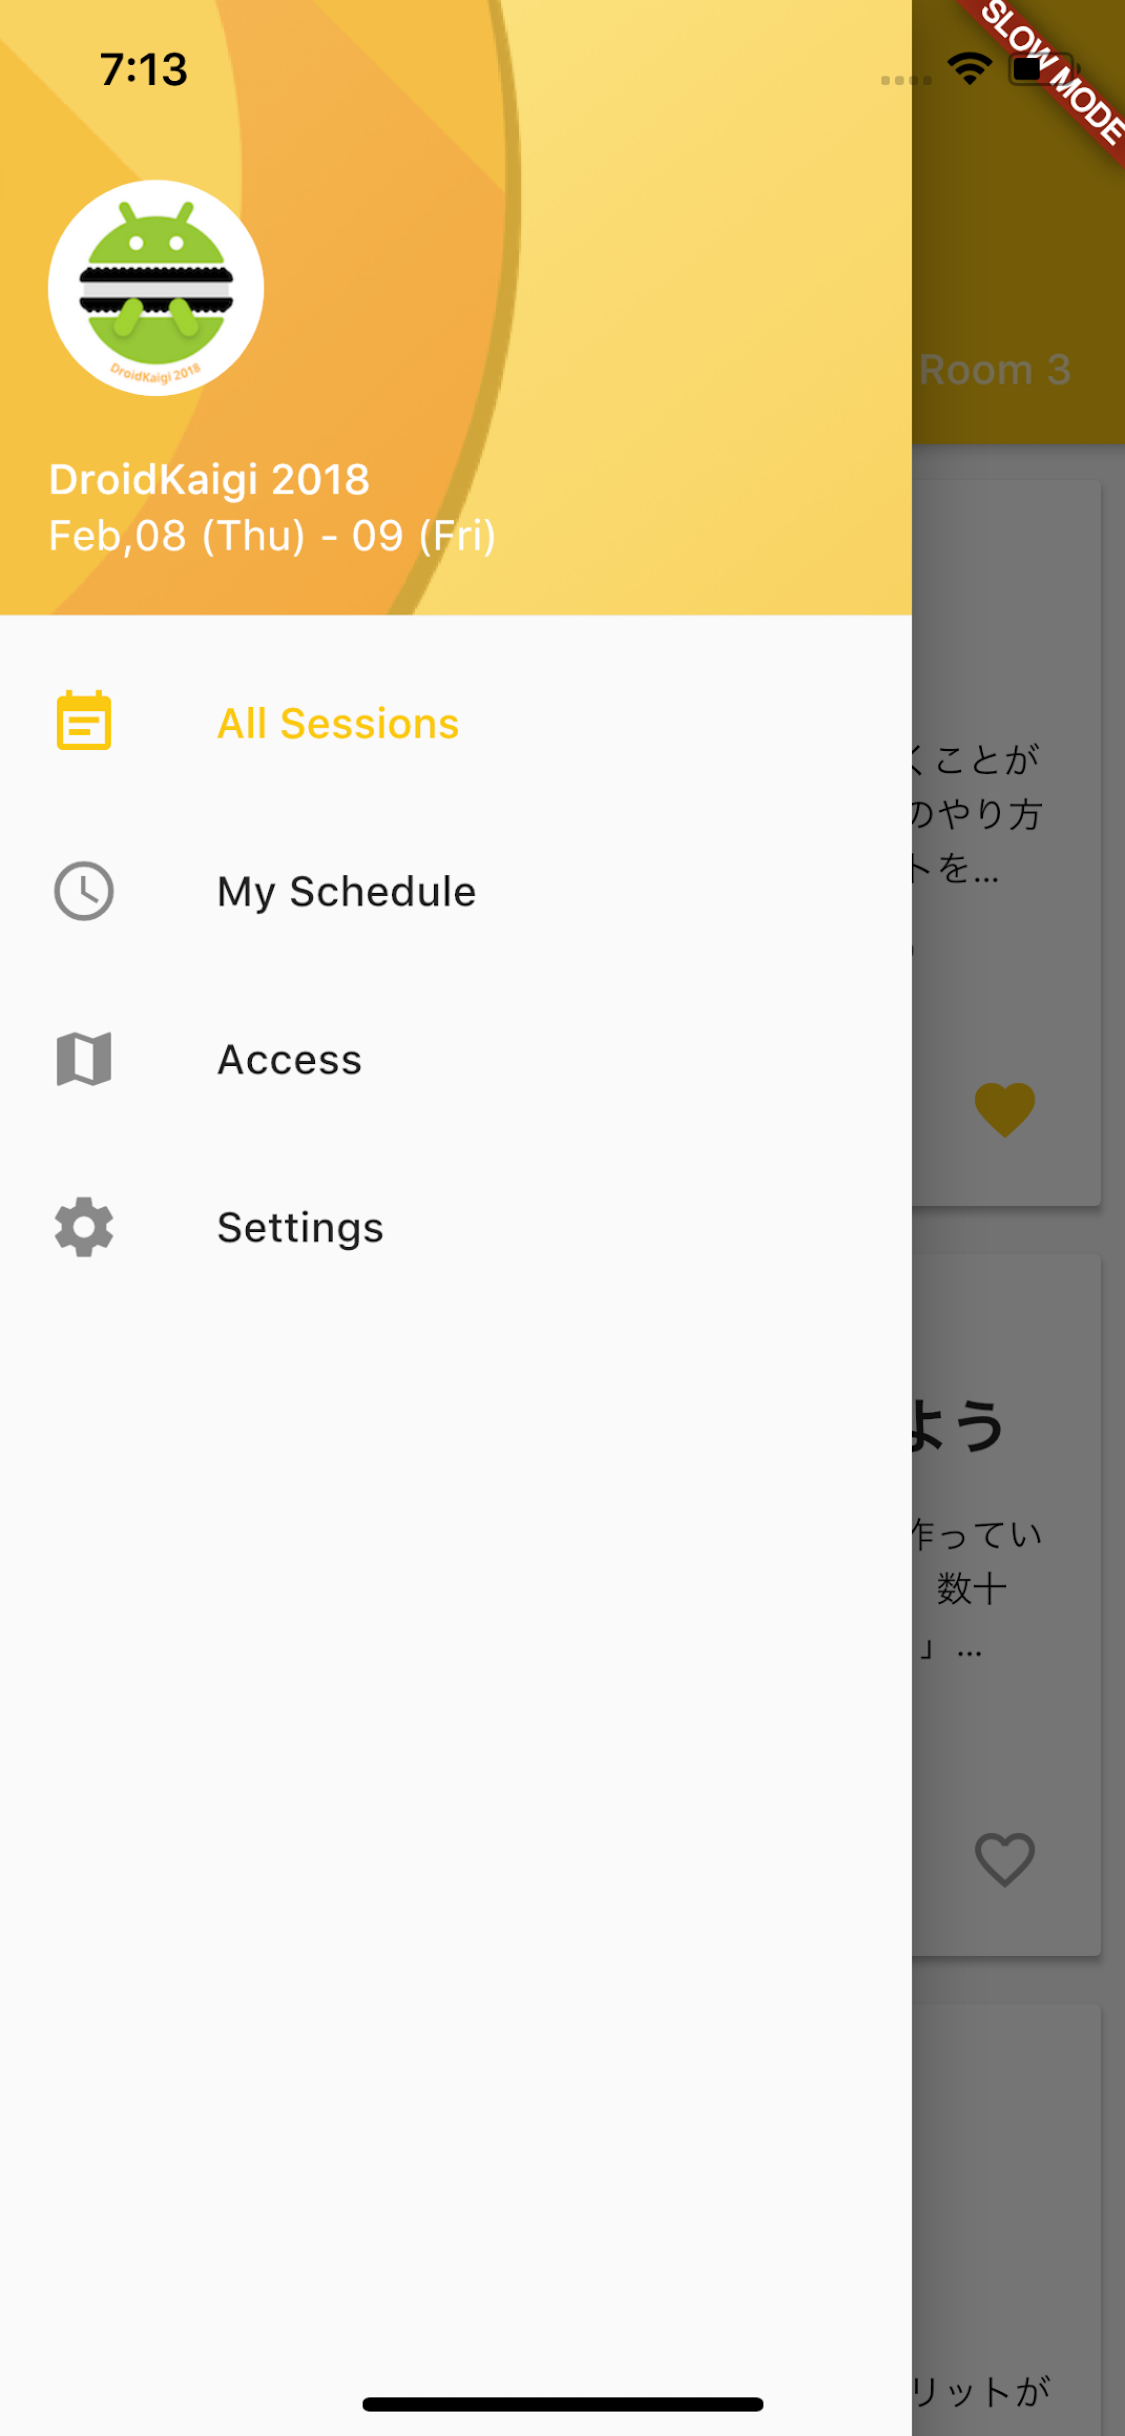 7:13
SLOW MODE
DroidKaigi 2018
Room 3
DroidKaigi 2018
Feb,08 (Thu) - 09 (Fri)
All Sessions
My Schedule
Access
Settings
くことが
のやり方
トを...
よう
作ってい
数十
」...
リットが